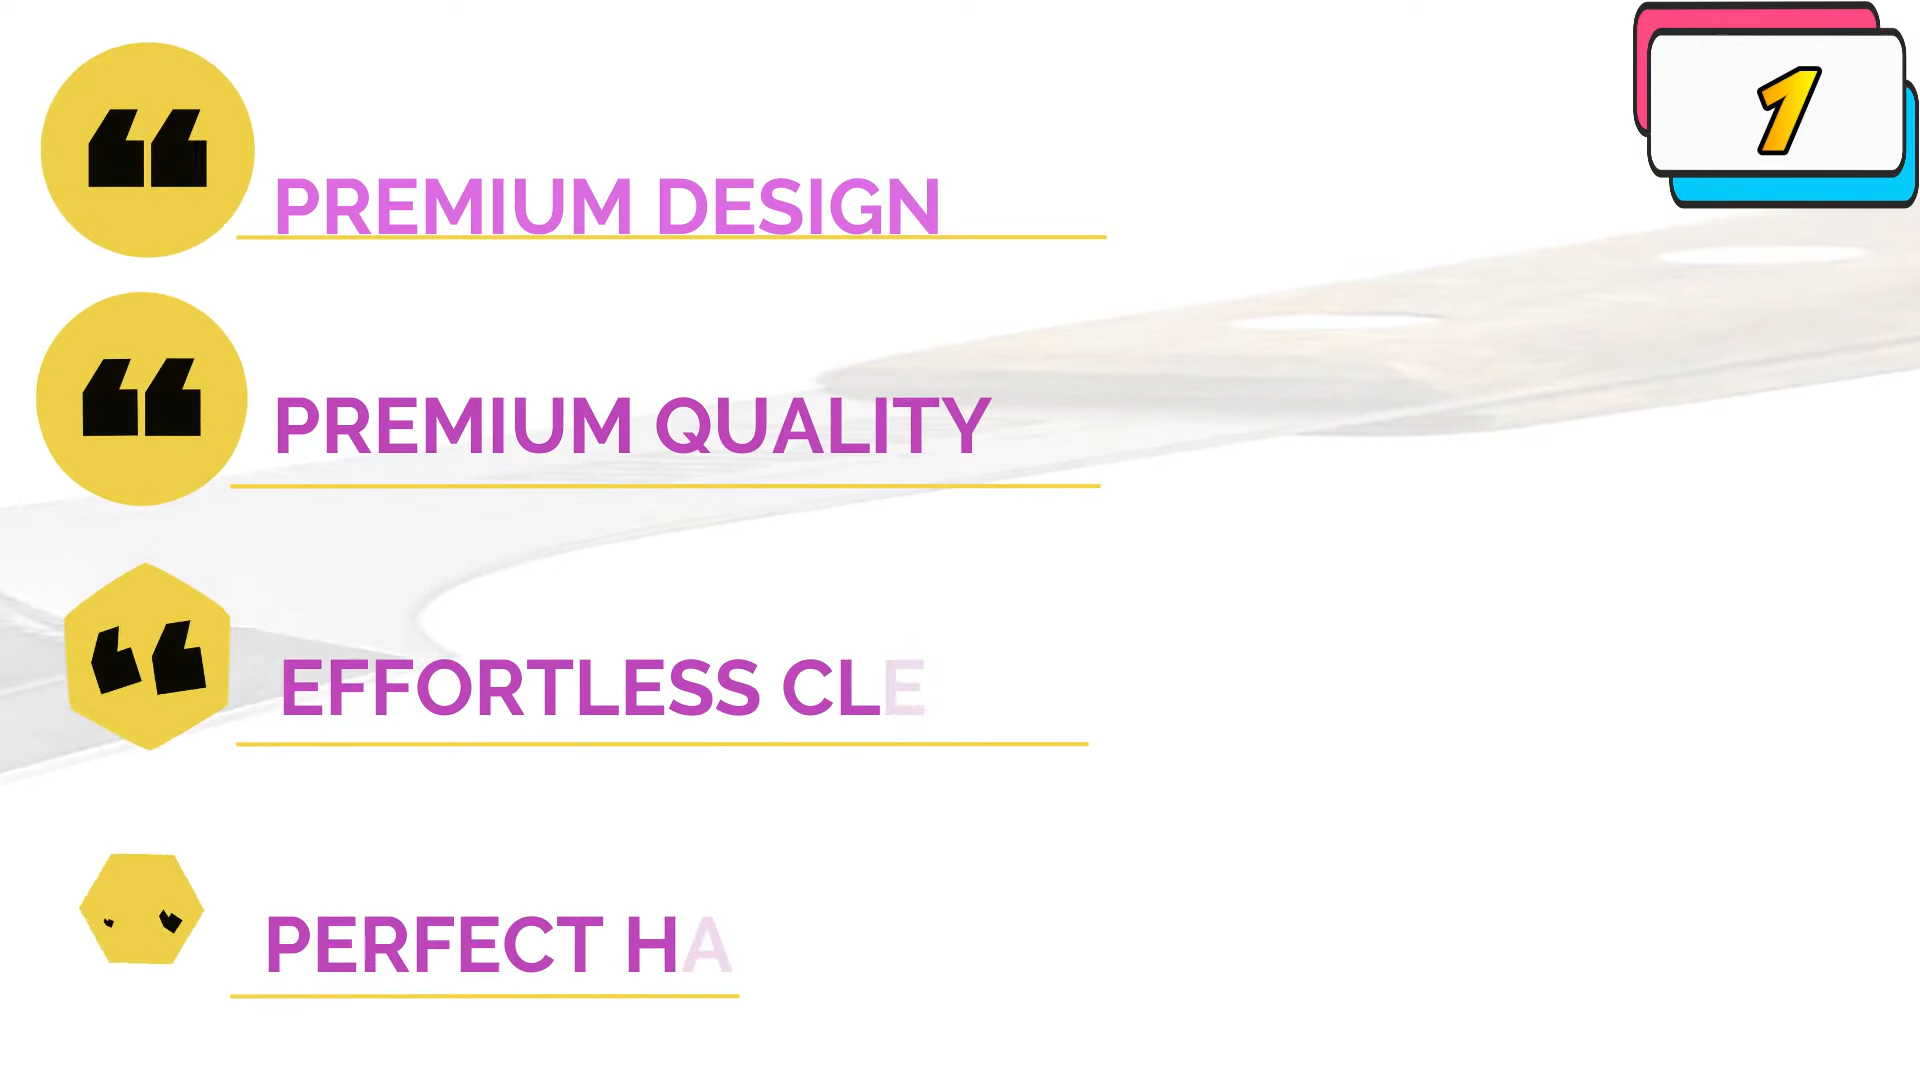 1
PREMIUM DESIGN
PREMIUM QUALITY
EFFORTLESS CLE
PERFECT HA